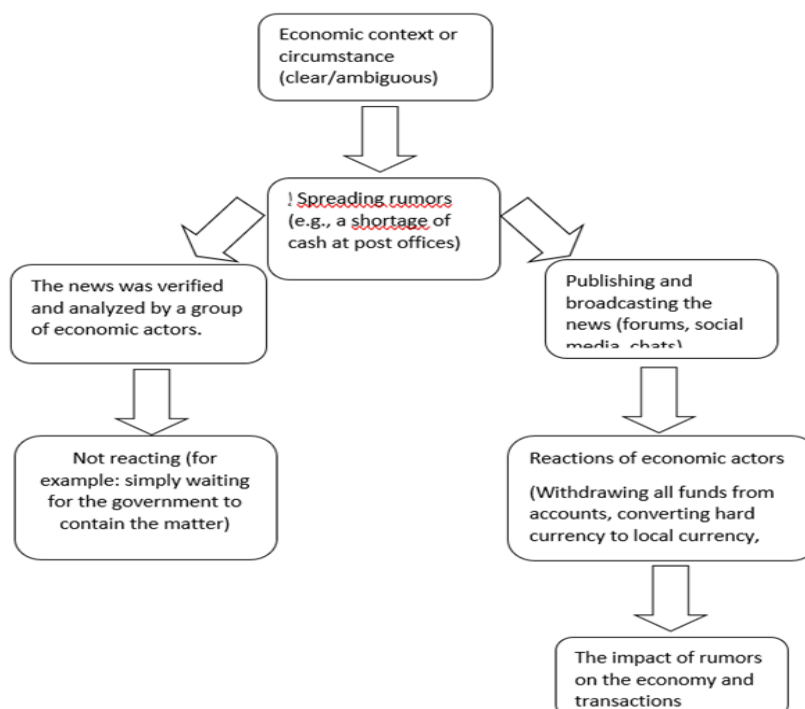 Economic context or
circumstance
(clear/ambiguous)
Spreading rumors
(e.g., a shortage of
cash at post offices)
The news was verified
and analyzed by a group
of economic actors.
Publishing and
broadcasting the
news (forums, social
media, chats)
Not reacting (for
example: simply waiting
for the government to
contain the matter)
Reactions of economic actors
(Withdrawing all funds from
accounts, converting hard
currency to local currency,
The impact of rumors
on the economy and
transactions